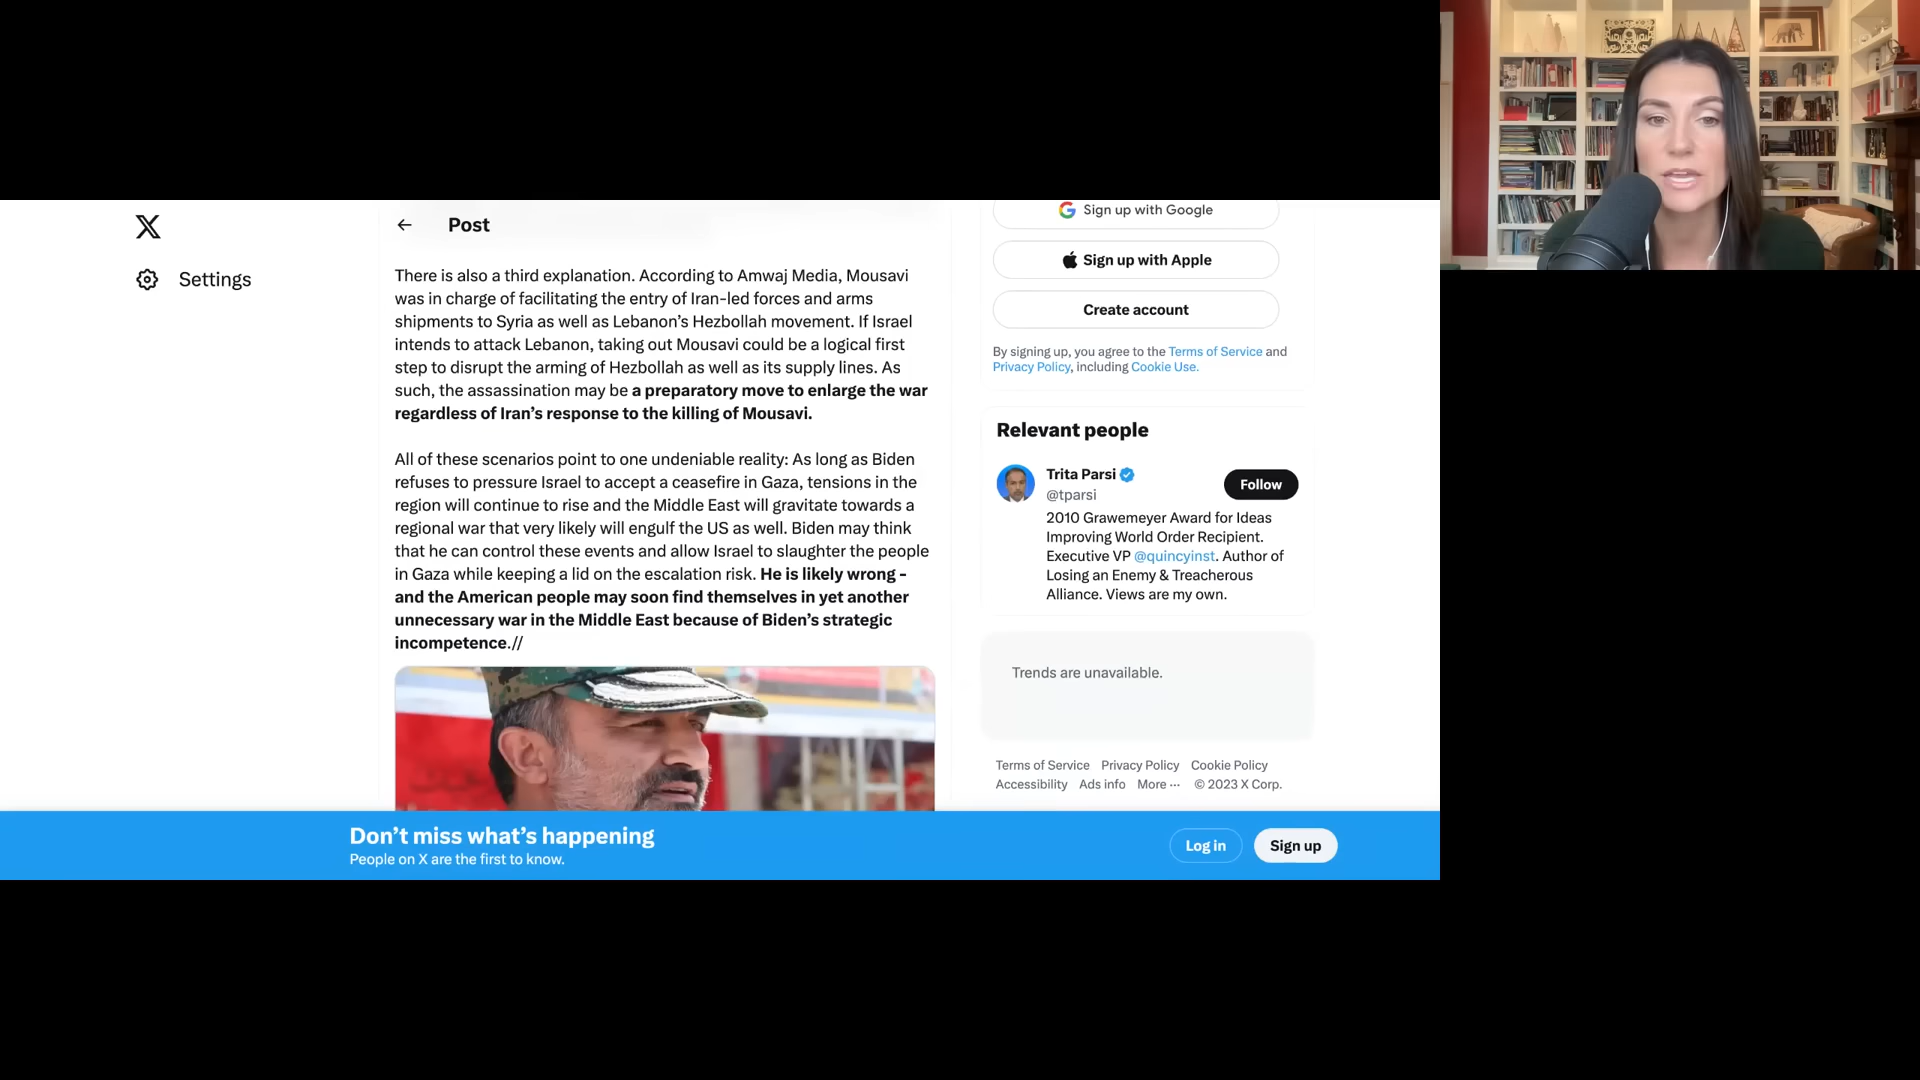 Post
Settings
There is also a third explanation. According to Amwaj Media, Mousavi
was in charge of facilitating the entry of Iran-led forces and arms
shipments to Syria as well as Lebanon’s Hezbollah movement. If Israel
intends to attack Lebanon, taking out Mousavi could be a logical first
step to disrupt the arming of Hezbollah as well as its supply lines. As
such, the assassination may be a preparatory move to enlarge the war
regardless of Iran’s response to the killing of Mousavi.
All of these scenarios point to one undeniable reality: As long as Biden
refuses to pressure Israel to accept a ceasefire in Gaza, tensions in the
region will continue to rise and the Middle East will gravitate towards a
regional war that very likely will engulf the US as well. Biden may think
that he can control these events and allow Israel to slaughter the people
in Gaza while keeping a lid on the escalation risk. He is likely wrong -
and the American people may soon find themselves in yet another
unnecessary war in the Middle East because of Biden’s strategic
incompetence.//
Sign up with Google
Sign up with Apple
Create account
By signing up, you agree to the Terms of Service and
Privacy Policy, including Cookie Use.
Relevant people
Trita Parsi
@tparsi
Follow
2010 Grawemeyer Award for Ideas
Improving World Order Recipient.
Executive VP @quincyinst. Author of
Losing an Enemy & Treacherous
Alliance. Views are my own.
Trends are unavailable.
Terms of Service Privacy Policy Cookie Policy
Accessibility Ads info More ··· © 2023 X Corp.
Don’t miss what’s happening
People on X are the first to know.
Log in
Sign up